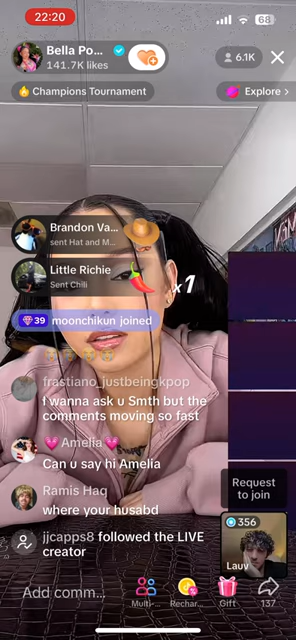 22:20
68
Bella Po...
141.7K likes
6.1K
Champions Tournament
Explore >
Brandon Va...
sent Hat and M...
Little Richie
Sent Chili
x1
39 moonchikun joined
frastiano_justbeingkpop
I wanna ask u Smth but the
comments moving so fast
Amelia
Can u say hi Amelia
Ramis Haq
where your husabd
jjcapps8 followed the LIVE
creator
Request
to join
356
Lauv
Add comm...
Multi-...
Rechar...
Gift
137